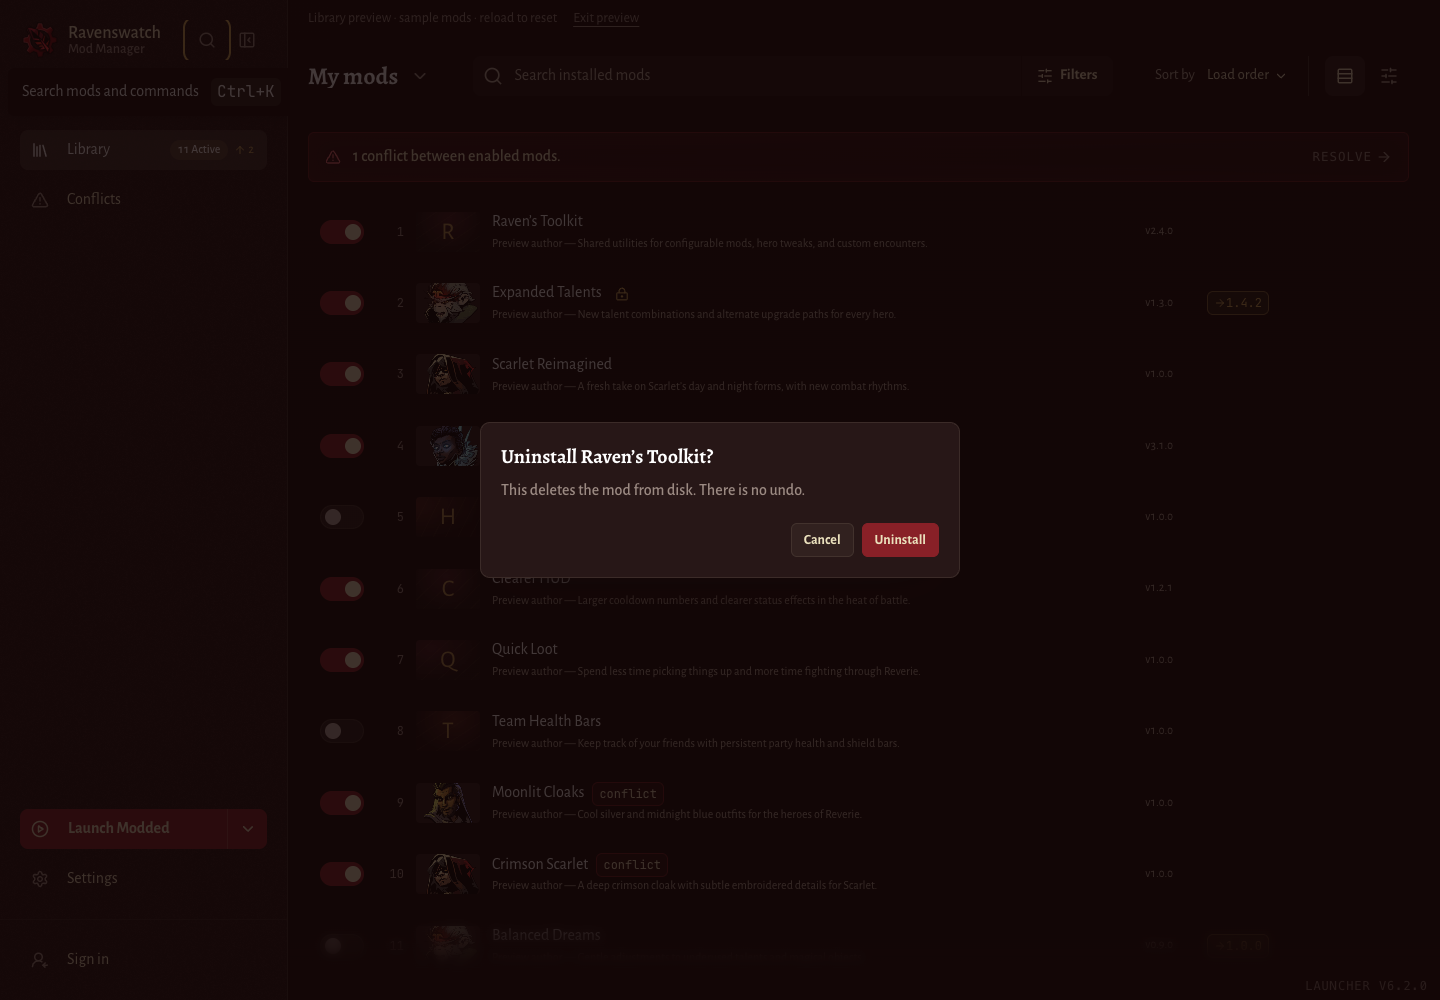 Ravenswatch
Mod Manager
Search mods and commands Ctrl+K
Library 11 Active ↑ 2
Conflicts
Launch Modded
Settings
Sign in
Library preview · sample mods · reload to reset Exit preview
My mods
Search installed mods
Filters
Sort by Load order
1 conflict between enabled mods.
RESOLVE →
1 R Raven's Toolkit v2.4.0
Preview author — Shared utilities for configurable mods, hero tweaks, and custom encounters.
2 Expanded Talents v1.3.0 →1.4.2
Preview author — New talent combinations and alternate upgrade paths for every hero.
3 Scarlet Reimagined v1.0.0
Preview author — A fresh take on Scarlet's day and night forms, with new combat rhythms.
4 v3.1.0
Uninstall Raven's Toolkit?
This deletes the mod from disk. There is no undo.
Cancel Uninstall
5 H v1.0.0
6 C Clearer HUD v1.2.1
Preview author — Larger cooldown numbers and clearer status effects in the heat of battle.
7 Q Quick Loot v1.0.0
Preview author — Spend less time picking things up and more time fighting through Reverie.
8 T Team Health Bars v1.0.0
Preview author — Keep track of your friends with persistent party health and shield bars.
9 Moonlit Cloaks conflict v1.0.0
Preview author — Cool silver and midnight blue outfits for the heroes of Reverie.
10 Crimson Scarlet conflict v1.0.0
Preview author — A deep crimson cloak with subtle embroidered details for Scarlet.
Balanced Dreams
LAUNCHER V6.2.0